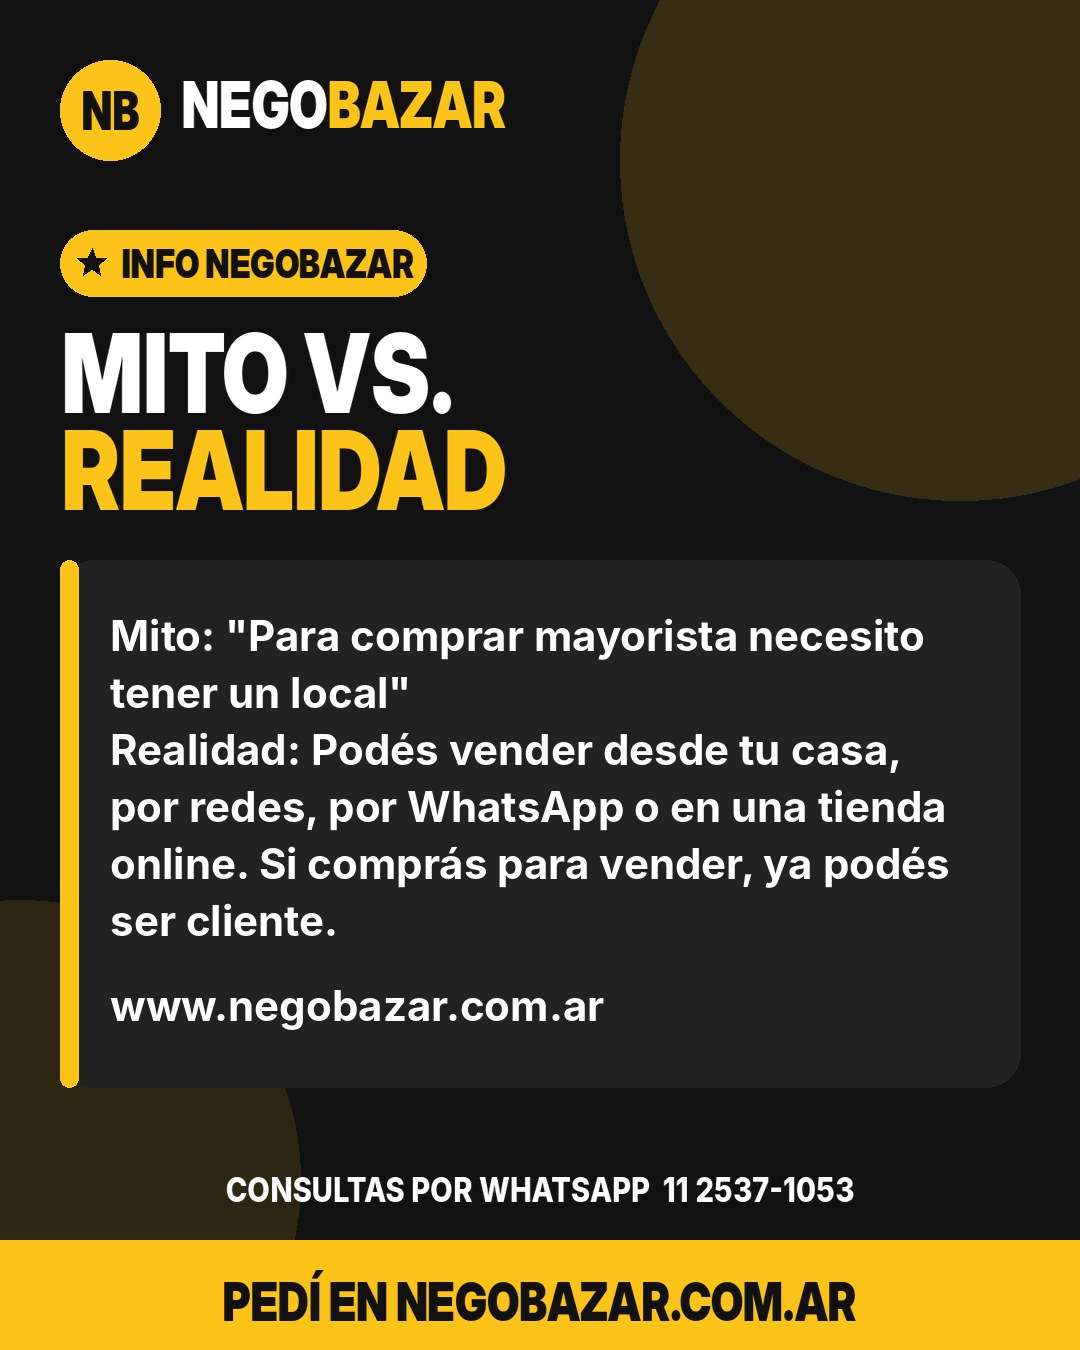 NB NEGOBAZAR
★ INFO NEGOBAZAR
MITO VS.
REALIDAD
Mito: "Para comprar mayorista necesito
tener un local"
Realidad: Podés vender desde tu casa,
por redes, por WhatsApp o en una tienda
online. Si comprás para vender, ya podés
ser cliente.
www.negobazar.com.ar
CONSULTAS POR WHATSAPP 11 2537-1053
PEDÍ EN NEGOBAZAR.COM.AR